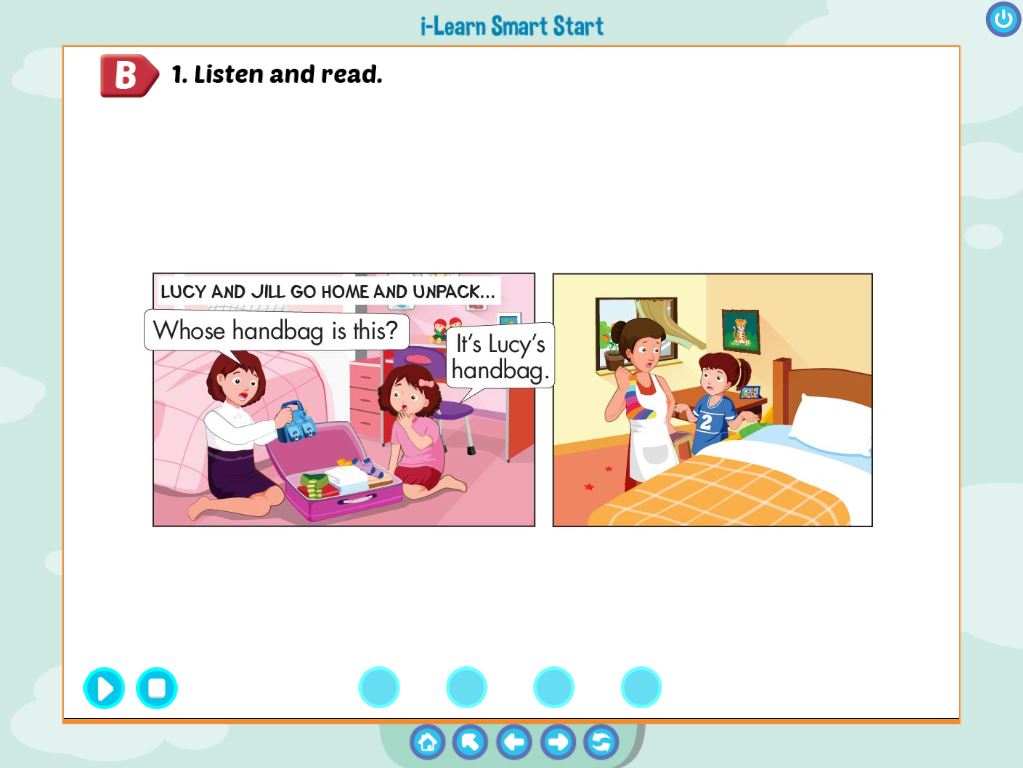 i-Learn Smart Start
B 1. Listen and read.
LUCY AND JILL GO HOME AND UNPACK...
Whose handbag is this?
It's Lucy's
handbag.
2